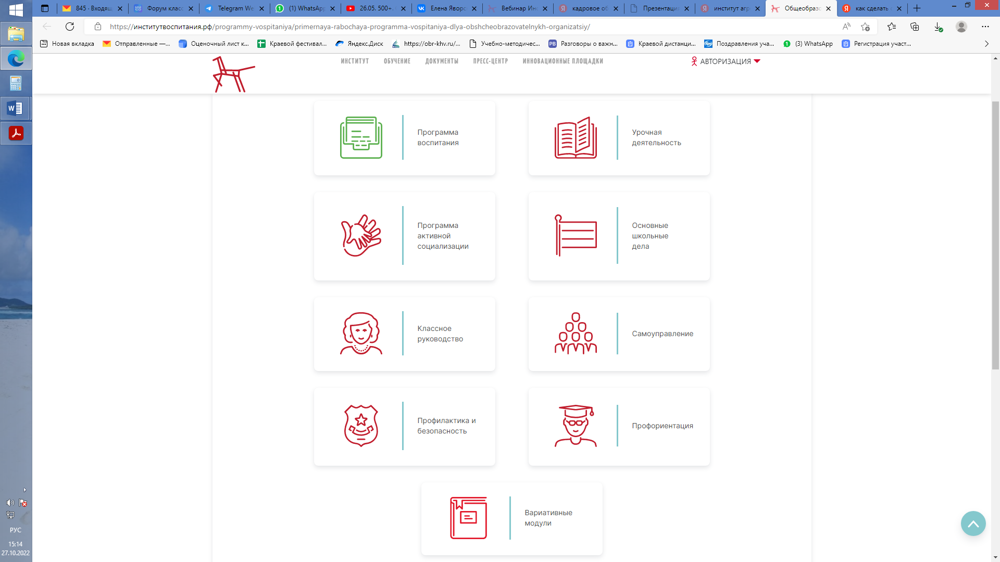 845 · Входящ
Форум класс
Telegram We
(1) WhatsApp
26.05. 500+.
Елена Яворс
Вебинар Инс
кадровое об
Презентация
институт агр
Общеобразо
как сделать
https://институтвоспитания.рф/programmy-vospitaniya/primernaya-rabochaya-programma-vospitaniya-dlya-obshcheobrazovatelnykh-organizatsiy/
Новая вкладка
Отправленные —...
Оценочный лист к...
Краевой фестивал...
Яндекс.Диск
https://obr-khv.ru/...
Учебно-методичес...
Разговоры о важн...
Краевой дистанци...
Поздравления уча...
(3) WhatsApp
Регистрация участ...
ИНСТИТУТ
ОБУЧЕНИЕ
ДОКУМЕНТЫ
ПРЕСС-ЦЕНТР
ИННОВАЦИОННЫЕ ПЛОЩАДКИ
АВТОРИЗАЦИЯ
Программа
воспитания
Урочная
деятельность
Программа
активной
социализации
Основные
школьные
дела
Классное
руководство
Самоуправление
Профилактика и
безопасность
Профориентация
Вариативные
модули
РУС
15:14
27.10.2022